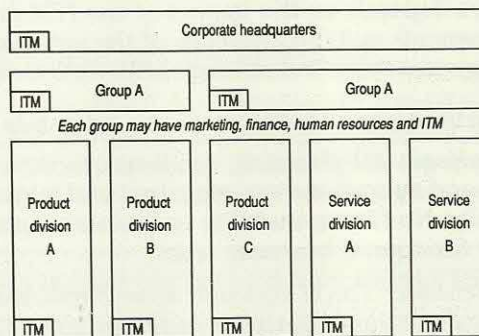 Corporate headquarters
ITM
Group A
ITM
Group A
ITM
Each group may have marketing, finance, human resources and ITM
Product
division
A
ITM
Product
division
B
ITM
Product
division
C
ITM
Service
division
A
ITM
Service
division
B
ITM